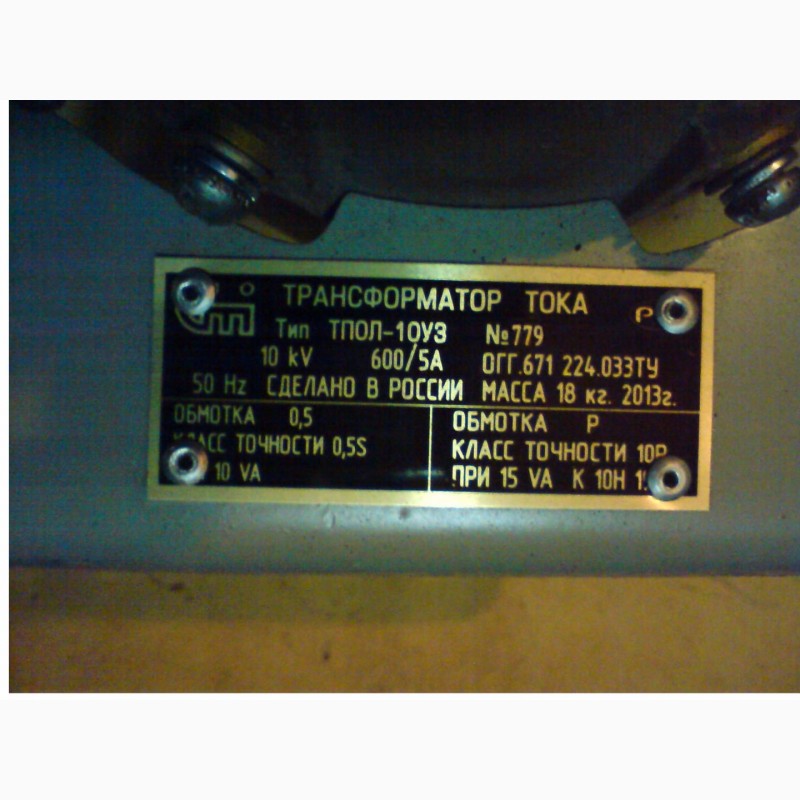 ТРАНСФОРМАТОР ТОКА Р
Тип ТПОЛ-10У3 №779
10 kV 600/5А ОГГ.671 224.033ТУ
50 Hz СДЕЛАНО В РОССИИ МАССА 18 кг. 2013г.
ОБМОТКА 0,5
КЛАСС ТОЧНОСТИ 0,5S
10 VA
ОБМОТКА Р
КЛАСС ТОЧНОСТИ 10Р
ПРИ 15 VA К 10Н